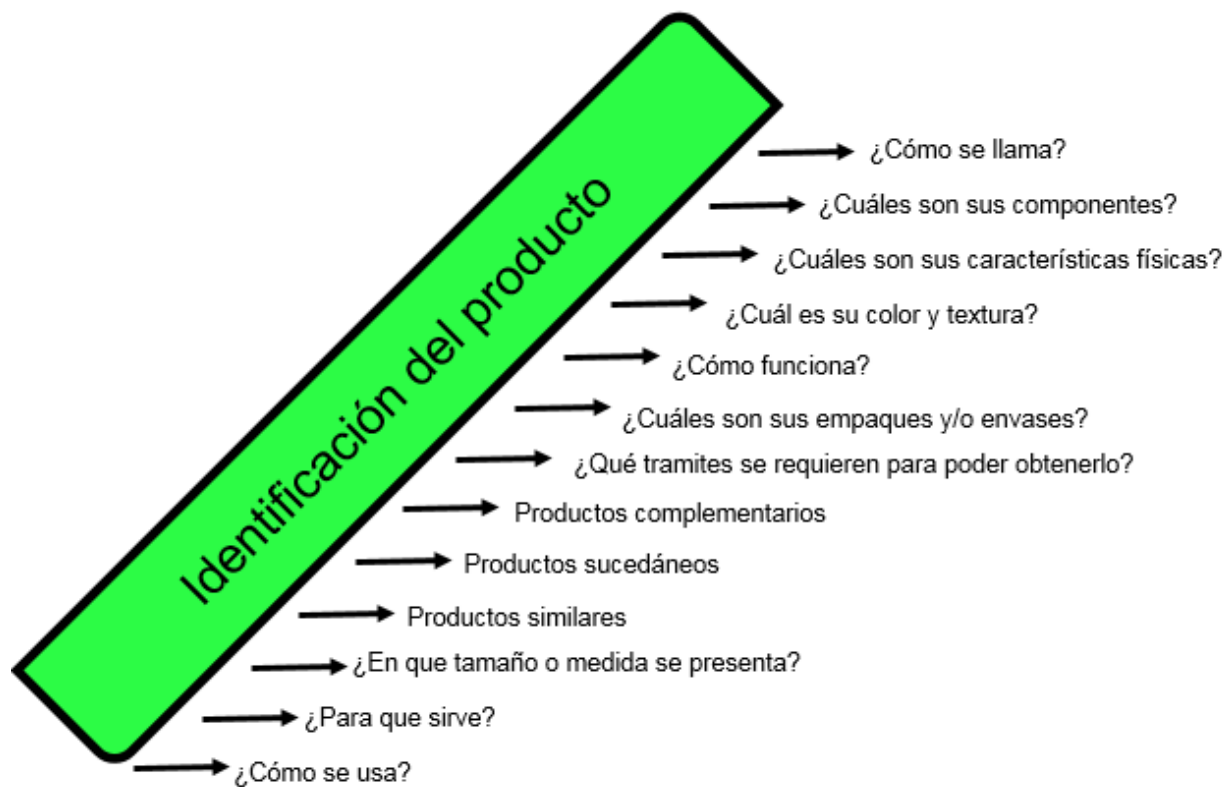 Identificación del producto
¿Cómo se llama?
¿Cuáles son sus componentes?
¿Cuáles son sus características físicas?
¿Cuál es su color y textura?
¿Cómo funciona?
¿Cuáles son sus empaques y/o envases?
¿Qué tramites se requieren para poder obtenerlo?
Productos complementarios
Productos sucedáneos
Productos similares
¿En que tamaño o medida se presenta?
¿Para que sirve?
¿Cómo se usa?